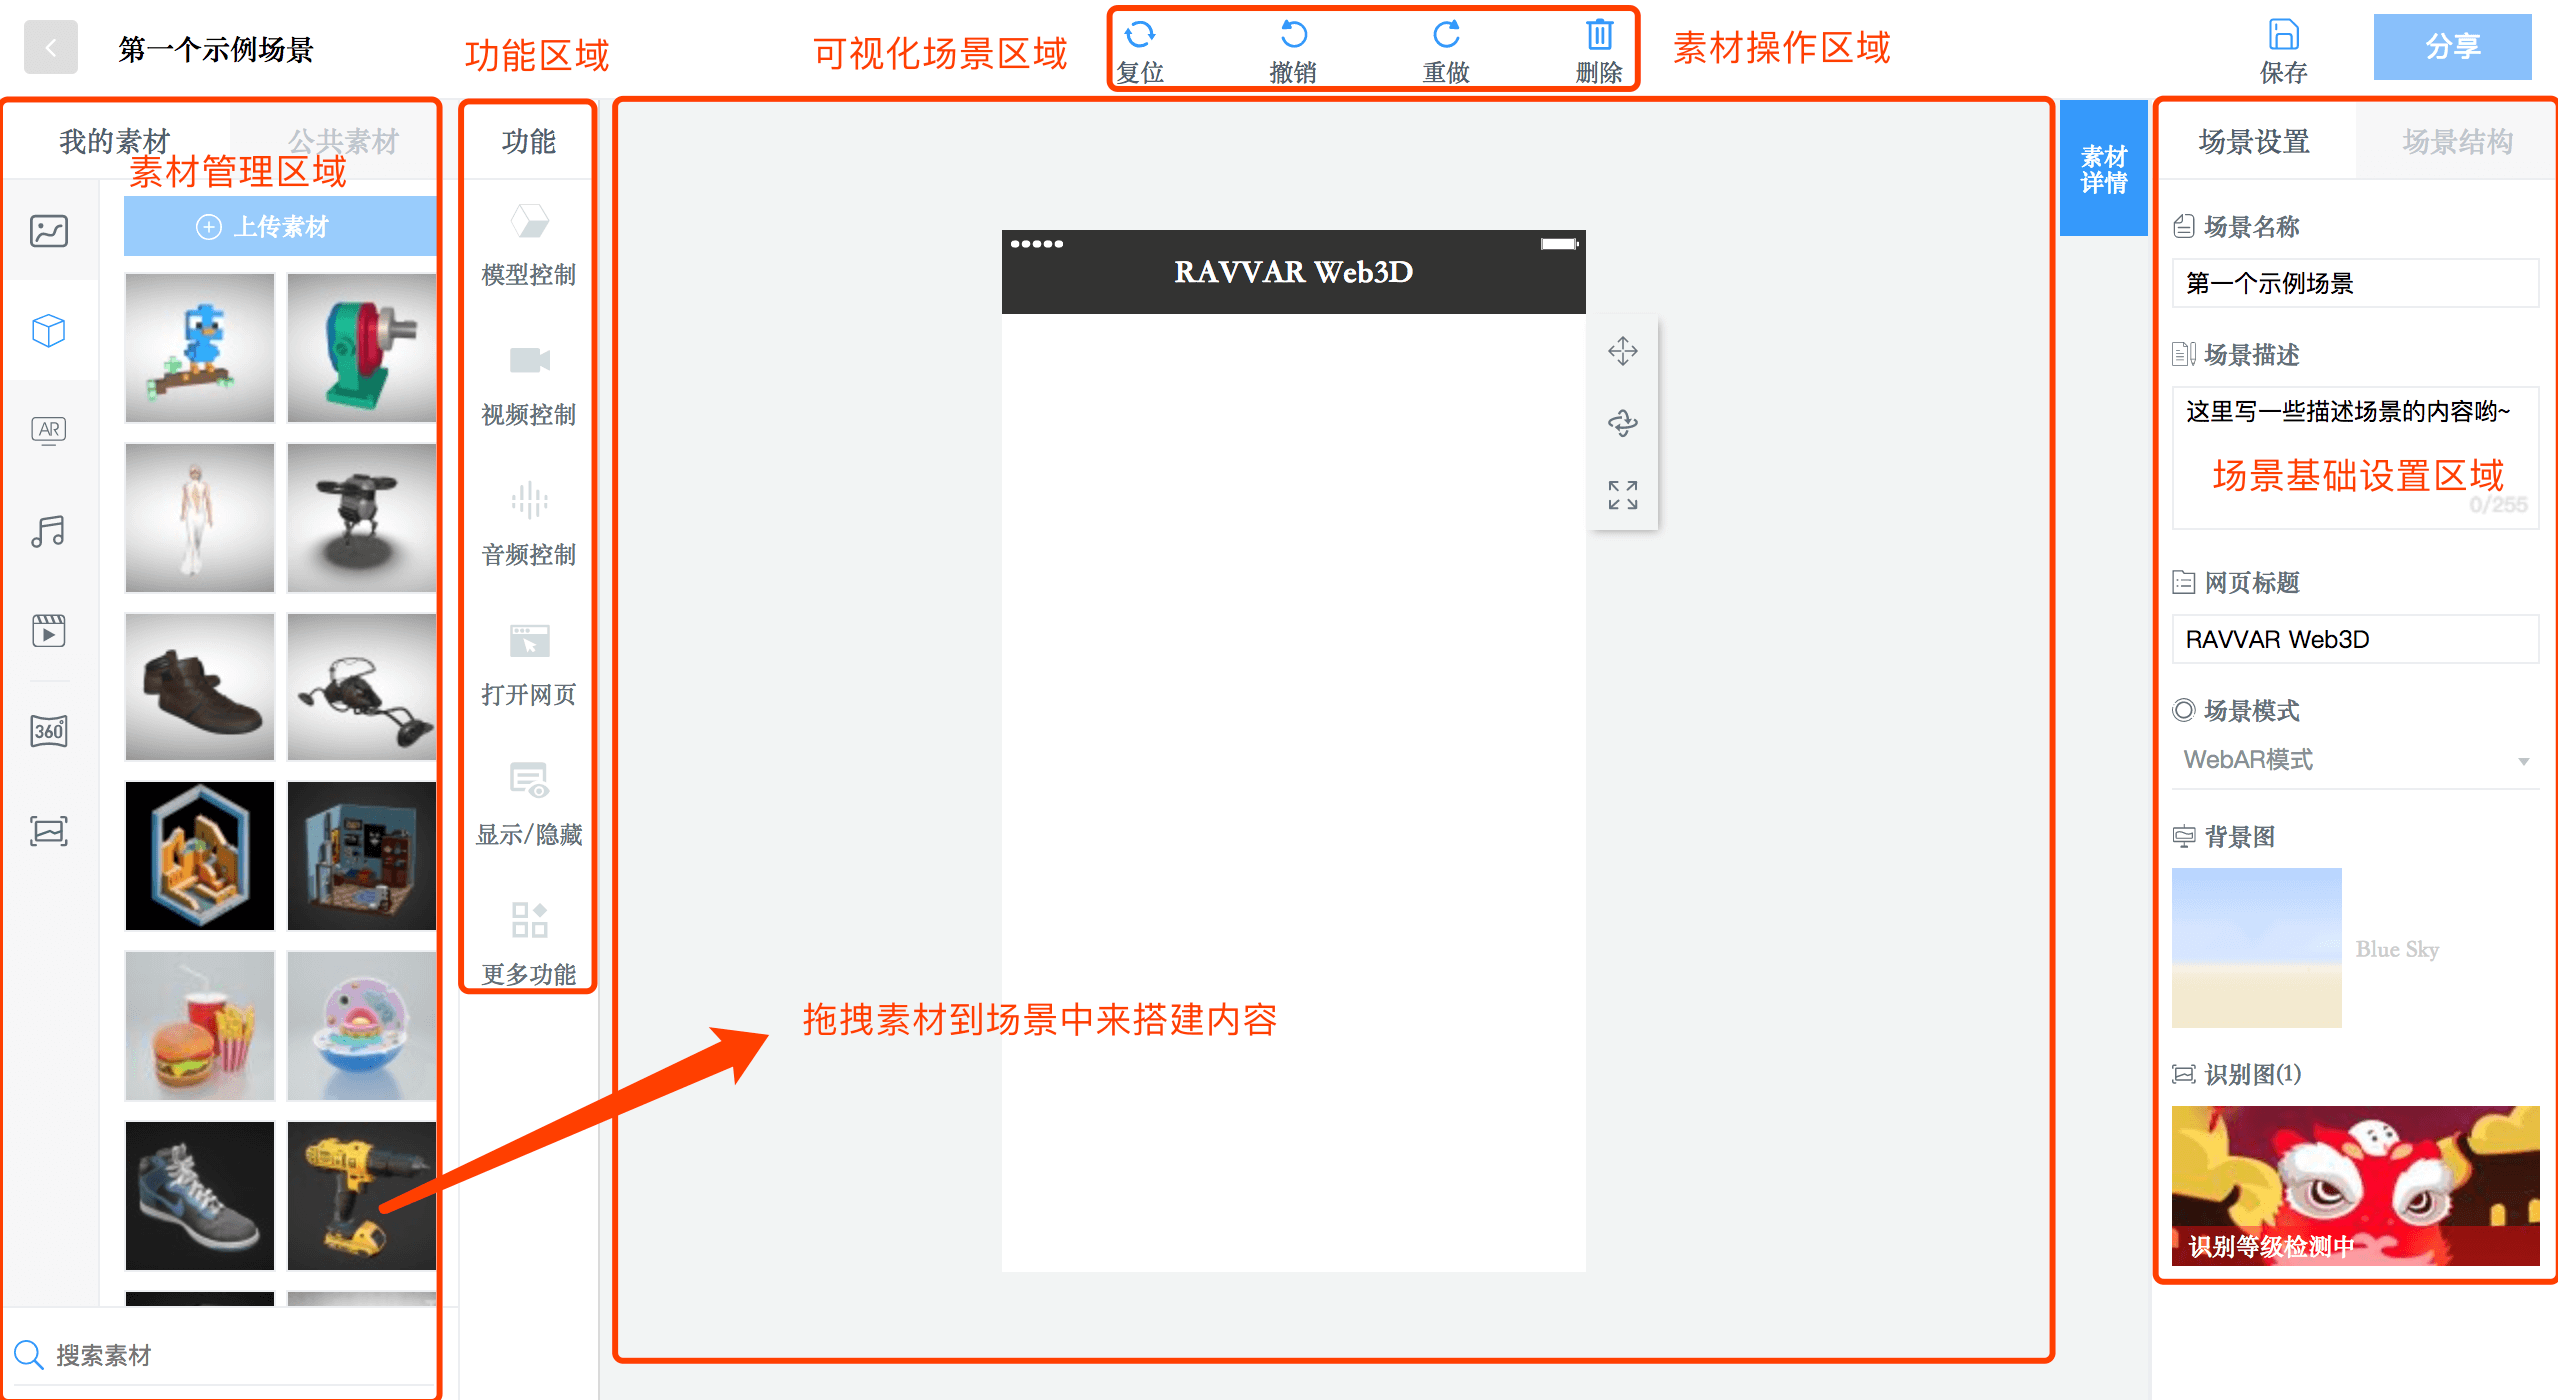 第一个示例场景
功能区域
可视化场景区域
复位
撤销
重做
删除
素材操作区域
保存
分享
我的素材
公共素材
素材管理区域
上传素材
AR
360°
搜索素材
功能
模型控制
视频控制
音频控制
打开网页
显示/隐藏
更多功能
RAVVAR Web3D
拖拽素材到场景中来搭建内容
素材
详情
场景设置
场景结构
场景名称
第一个示例场景
场景描述
这里写一些描述场景的内容哟~
场景基础设置区域
0/255
网页标题
RAVVAR Web3D
场景模式
WebAR模式
背景图
Blue Sky
识别图(1)
识别等级检测中